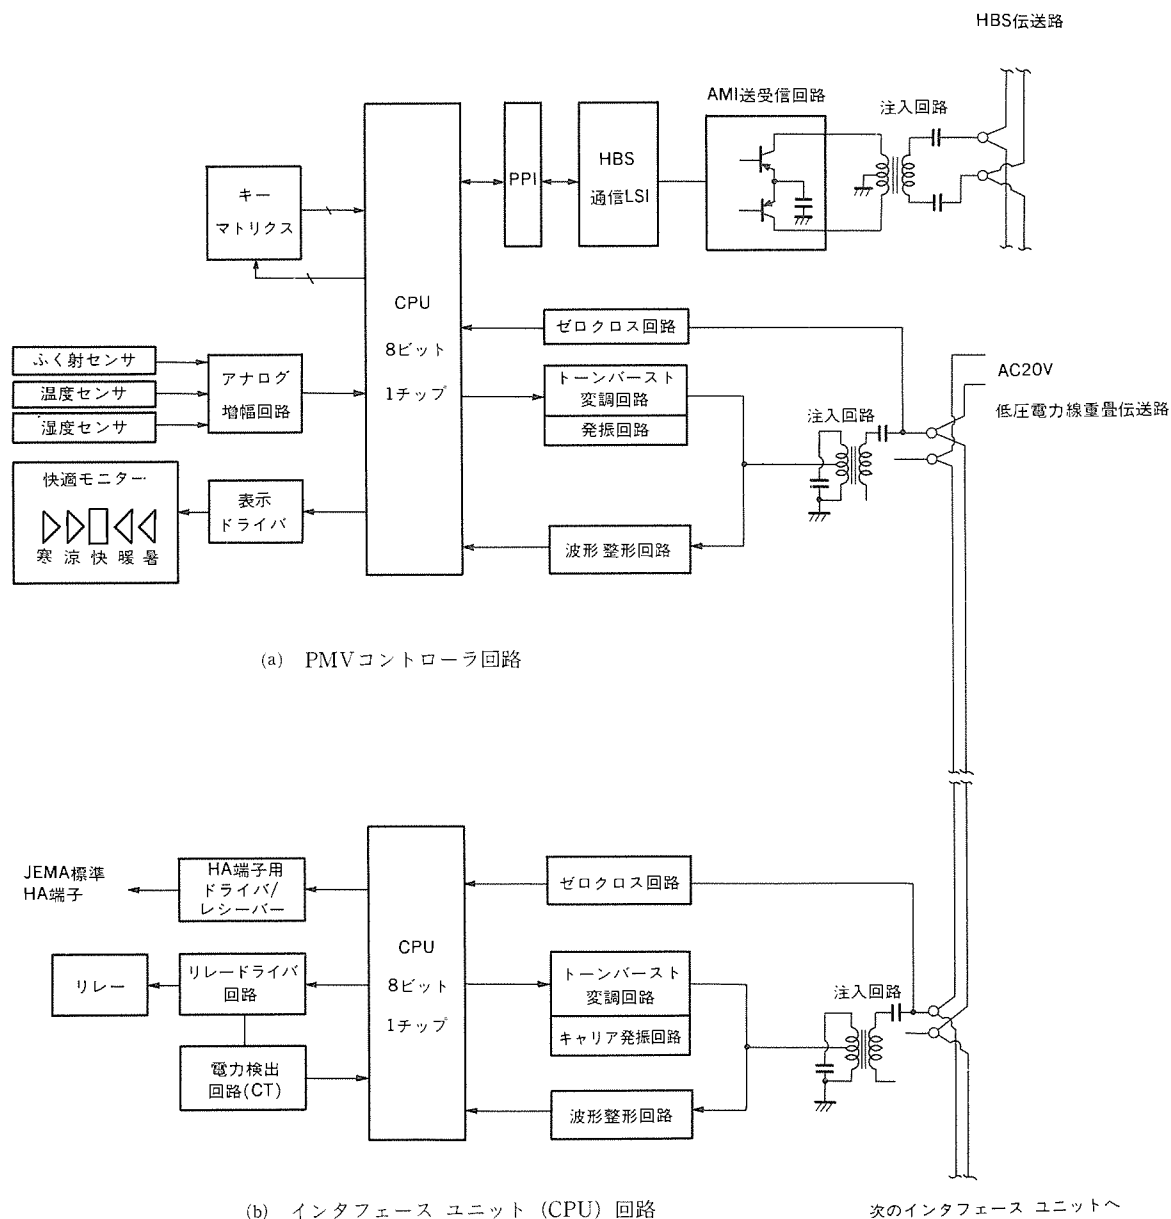 HBS伝送路
AMI送受信回路
注入回路
キー
マトリクス
PPI
HBS
通信LSI
CPU
8ビット
1チップ
ゼロクロス回路
ふく射センサ
温度センサ
湿度センサ
アナログ
増幅回路
トーンバースト
変調回路
発振回路
注入回路
AC20V
低圧電力線重畳伝送路
快適モニター
寒 涼 快 暖 暑
表示
ドライバ
波形整形回路
(a) PMVコントローラ回路
JEMA標準
HA端子
HA端子用
ドライバ/
レシーバー
ゼロクロス回路
CPU
8ビット
1チップ
リレー
リレードライバ
回路
トーンバースト
変調回路
キャリア発振回路
注入回路
電力検出
回路(CT)
波形整形回路
(b) インタフェース ユニット (CPU) 回路
次のインタフェース ユニットへ